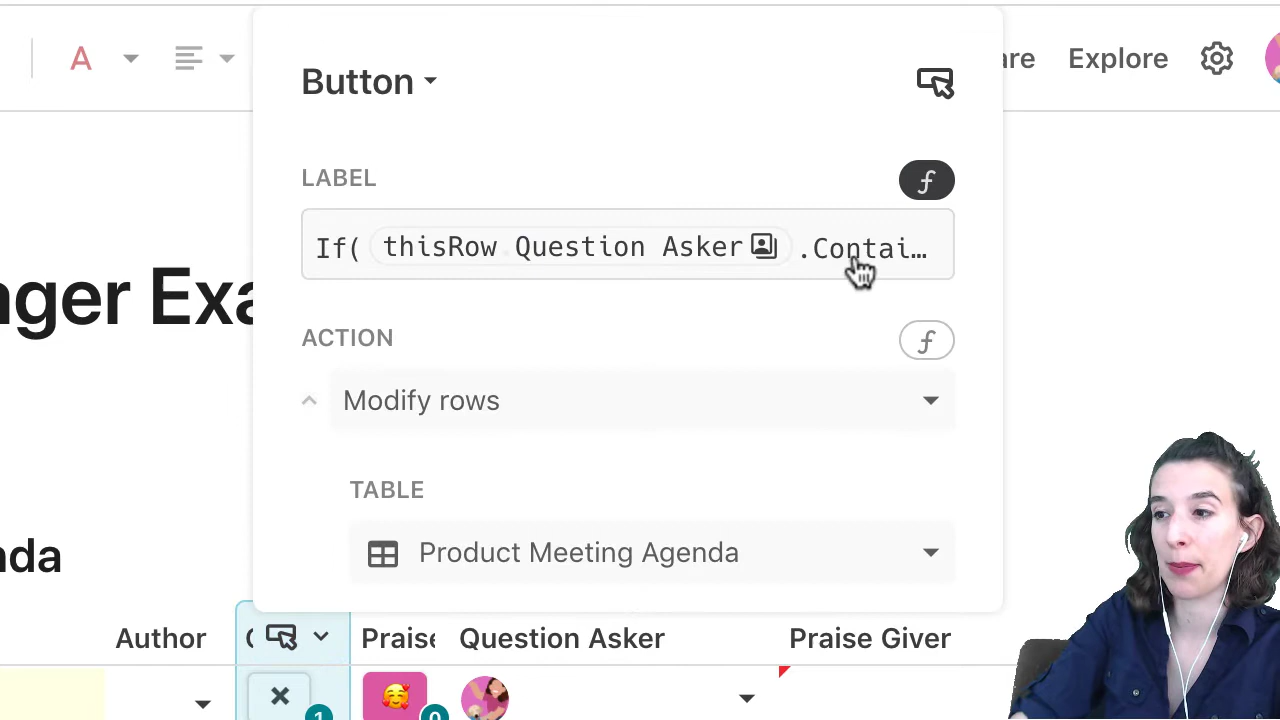 A
Button
are Explore
LABEL
f
If( thisRow Question Asker .Contai…
nager Exa
ACTION
f
Modify rows
TABLE
nda
Product Meeting Agenda
Author
Praise
Question Asker
Praise Giver
1
0